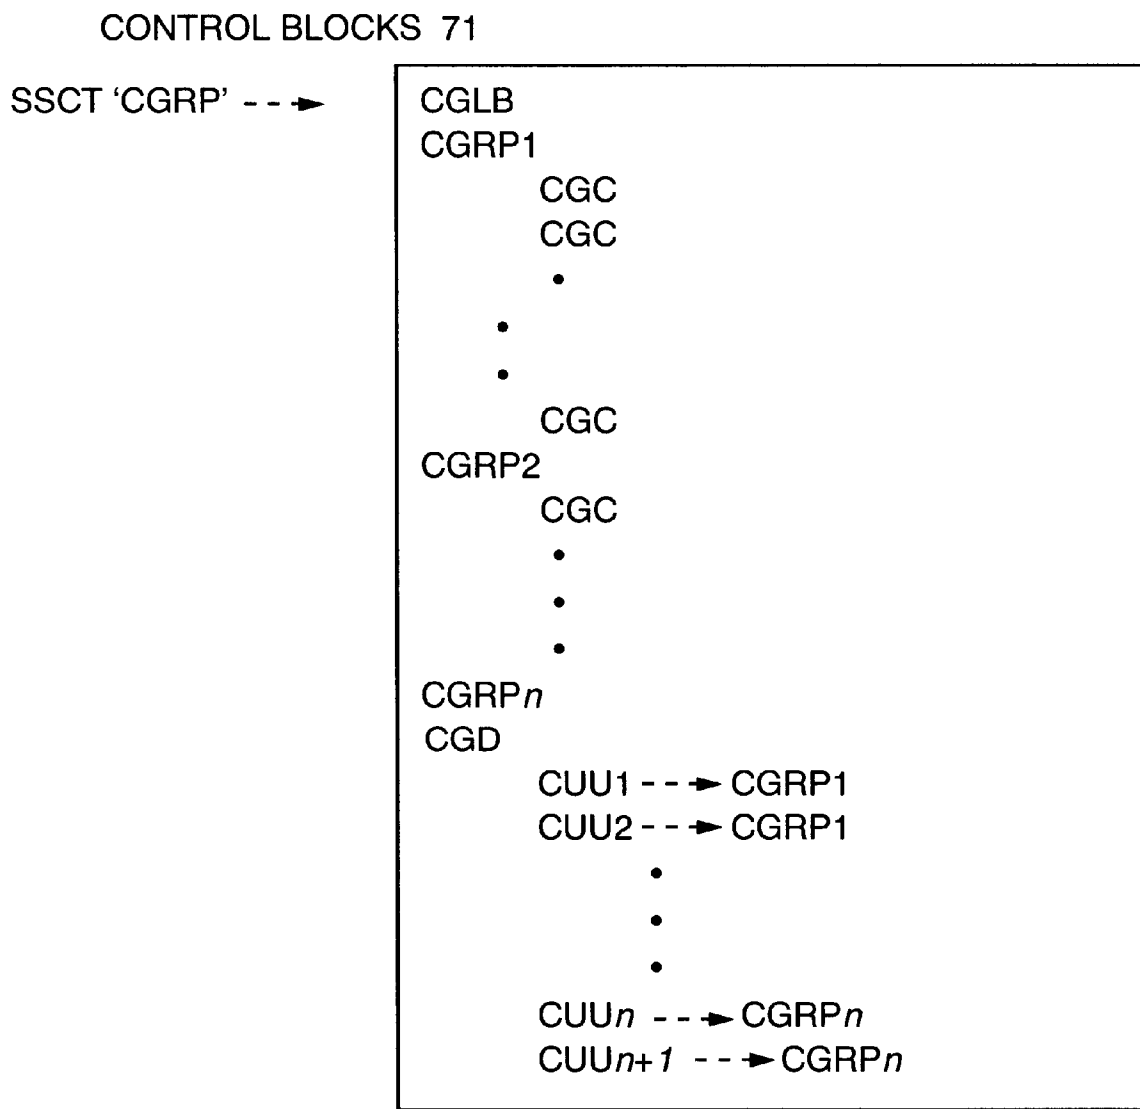 CONTROL BLOCKS 71
SSCT ‘CGRP’ - - -► CGLB
CGRP1
CGC
CGC
•
•
•
CGC
CGRP2
CGC
•
•
•
CGRPn
CGD
CUU1 - - -► CGRP1
CUU2 - - -► CGRP1
•
•
•
CUUn - - -► CGRPn
CUUn+1 - - -► CGRPn